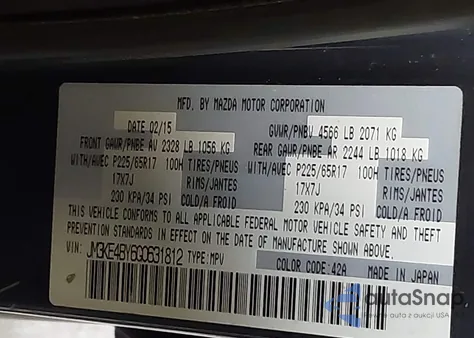 MFD. BY MAZDA MOTOR CORPORATION
DATE 02/15 GVWR/PNBV 4566 LB 2071 KG
FRONT GAWR/PNBE AV 2328 LB 1056 KG REAR GAWR/PNBE AR 2244 LB 1018 KG
WITH/AVEC P225/65R17 100H TIRES/PNEUS WITH/AVEC P225/65R17 100H TIRES/PNEUS
17X7J RIMS/JANTES 17X7J RIMS/JANTES
230 KPA/34 PSI COLD/A FROID 230 KPA/34 PSI COLD/A FROID
THIS VEHICLE CONFORMS TO ALL APPLICABLE FEDERAL MOTOR VEHICLE SAFETY AND THEFT
PREVENTION STANDARDS IN EFFECT ON THE DATE OF MANUFACTURE SHOWN ABOVE.
VIN: JM3KE4BY6G0631812 TYPE: MPV COLOR CODE: 42A MADE IN JAPAN
autoSnap